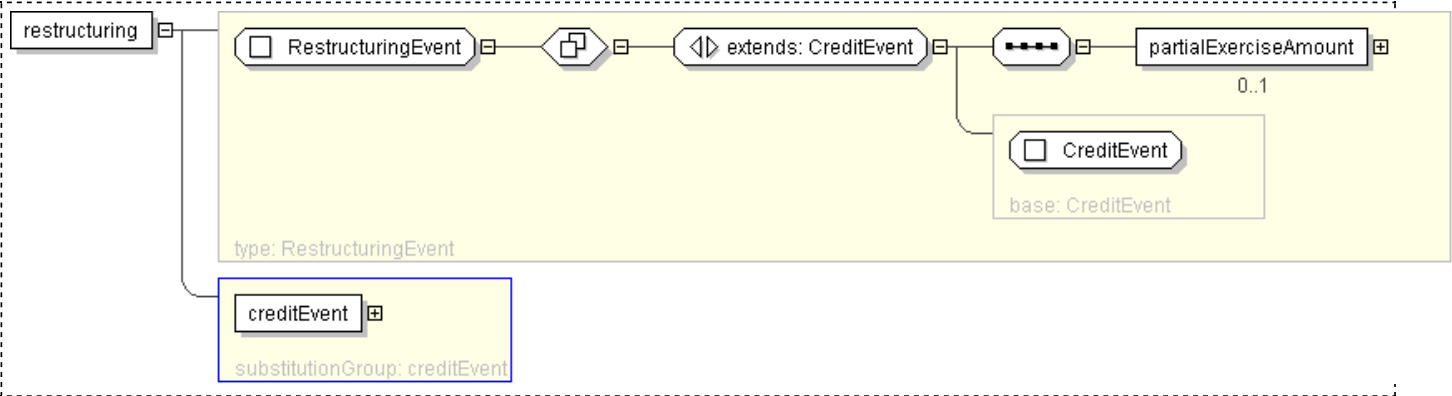 restructuring
RestructuringEvent
extends: CreditEvent
partialExerciseAmount
0..1
CreditEvent
base: CreditEvent
type: RestructuringEvent
creditEvent
substitutionGroup: creditEvent